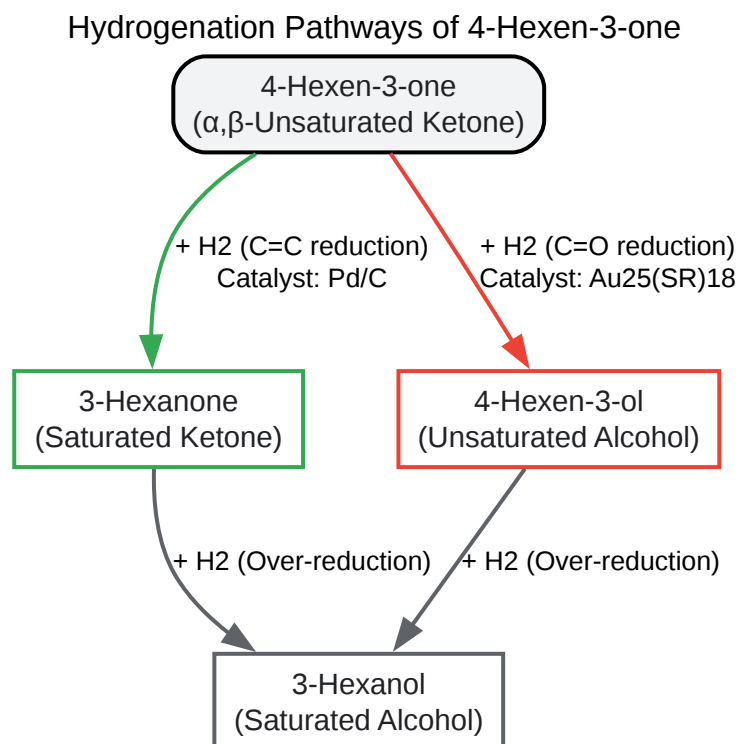 Hydrogenation Pathways of 4-Hexen-3-one
4-Hexen-3-one
(α,β-Unsaturated Ketone)
+ H2 (C=C reduction)
Catalyst: Pd/C
+ H2 (C=O reduction)
Catalyst: Au25(SR)18
3-Hexanone
(Saturated Ketone)
4-Hexen-3-ol
(Unsaturated Alcohol)
+ H2 (Over-reduction)
+ H2 (Over-reduction)
3-Hexanol
(Saturated Alcohol)